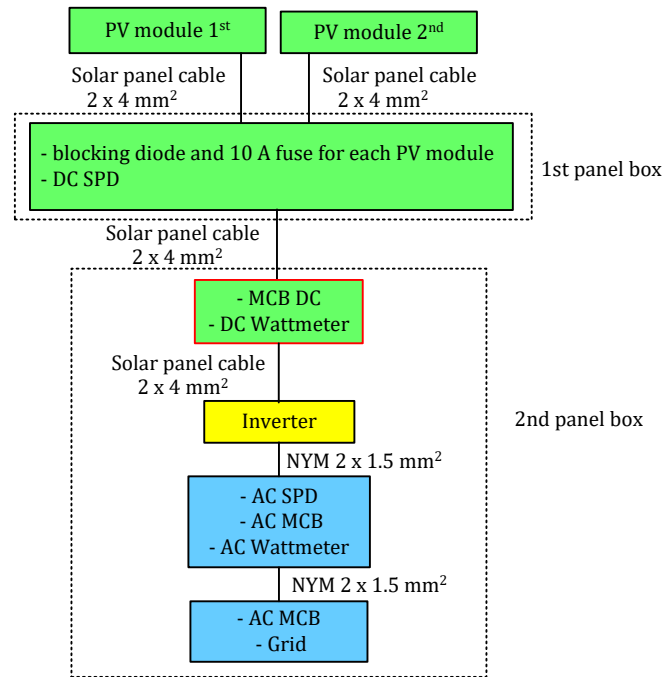 PV module 1st
PV module 2nd
Solar panel cable
2 x 4 mm2
Solar panel cable
2 x 4 mm2
- blocking diode and 10 A fuse for each PV module
- DC SPD
1st panel box
Solar panel cable
2 x 4 mm2
- MCB DC
- DC Wattmeter
Solar panel cable
2 x 4 mm2
Inverter
2nd panel box
NYM 2 x 1.5 mm2
- AC SPD
- AC MCB
- AC Wattmeter
NYM 2 x 1.5 mm2
- AC MCB
- Grid